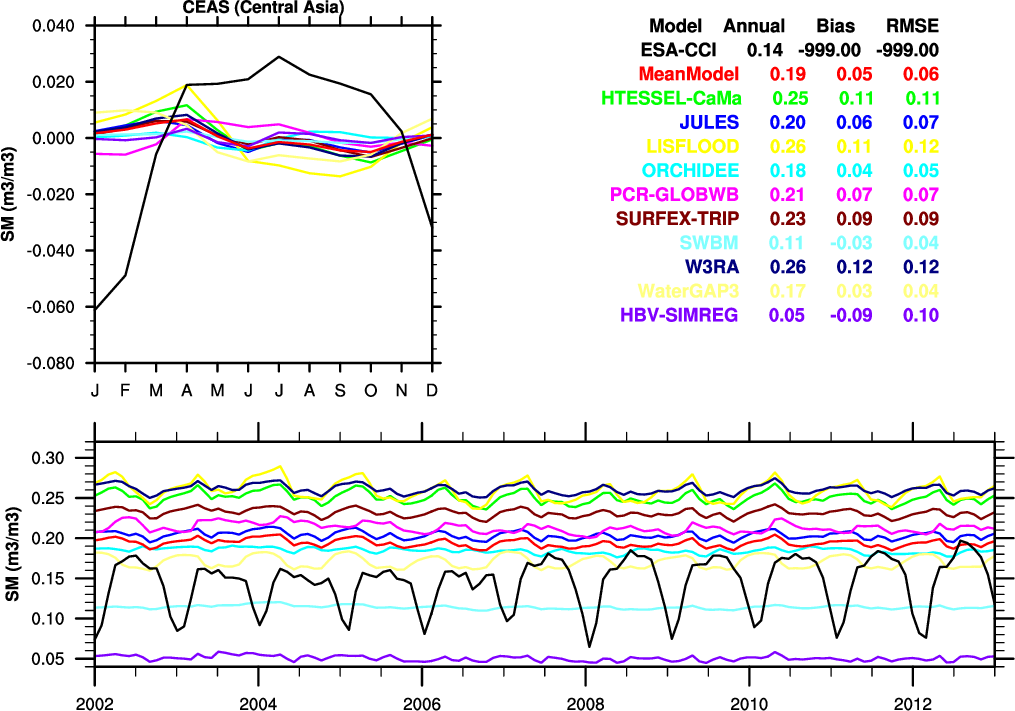 CEAS (Central Asia)
SM (m3/m3)
0.040
0.020
0.000
-0.020
-0.040
-0.060
-0.080
J F M A M J J A S O N D
Model Annual Bias RMSE
ESA-CCI 0.14 -999.00 -999.00
MeanModel 0.19 0.05 0.06
HTESSEL-CaMa 0.25 0.11 0.11
JULES 0.20 0.06 0.07
LISFLOOD 0.26 0.11 0.12
ORCHIDEE 0.18 0.04 0.05
PCR-GLOBWB 0.21 0.07 0.07
SURFEX-TRIP 0.23 0.09 0.09
SWBM 0.11 -0.03 0.04
W3RA 0.26 0.12 0.12
WaterGAP3 0.17 0.03 0.04
HBV-SIMREG 0.05 -0.09 0.10
SM (m3/m3)
0.30
0.25
0.20
0.15
0.10
0.05
2002 2004 2006 2008 2010 2012